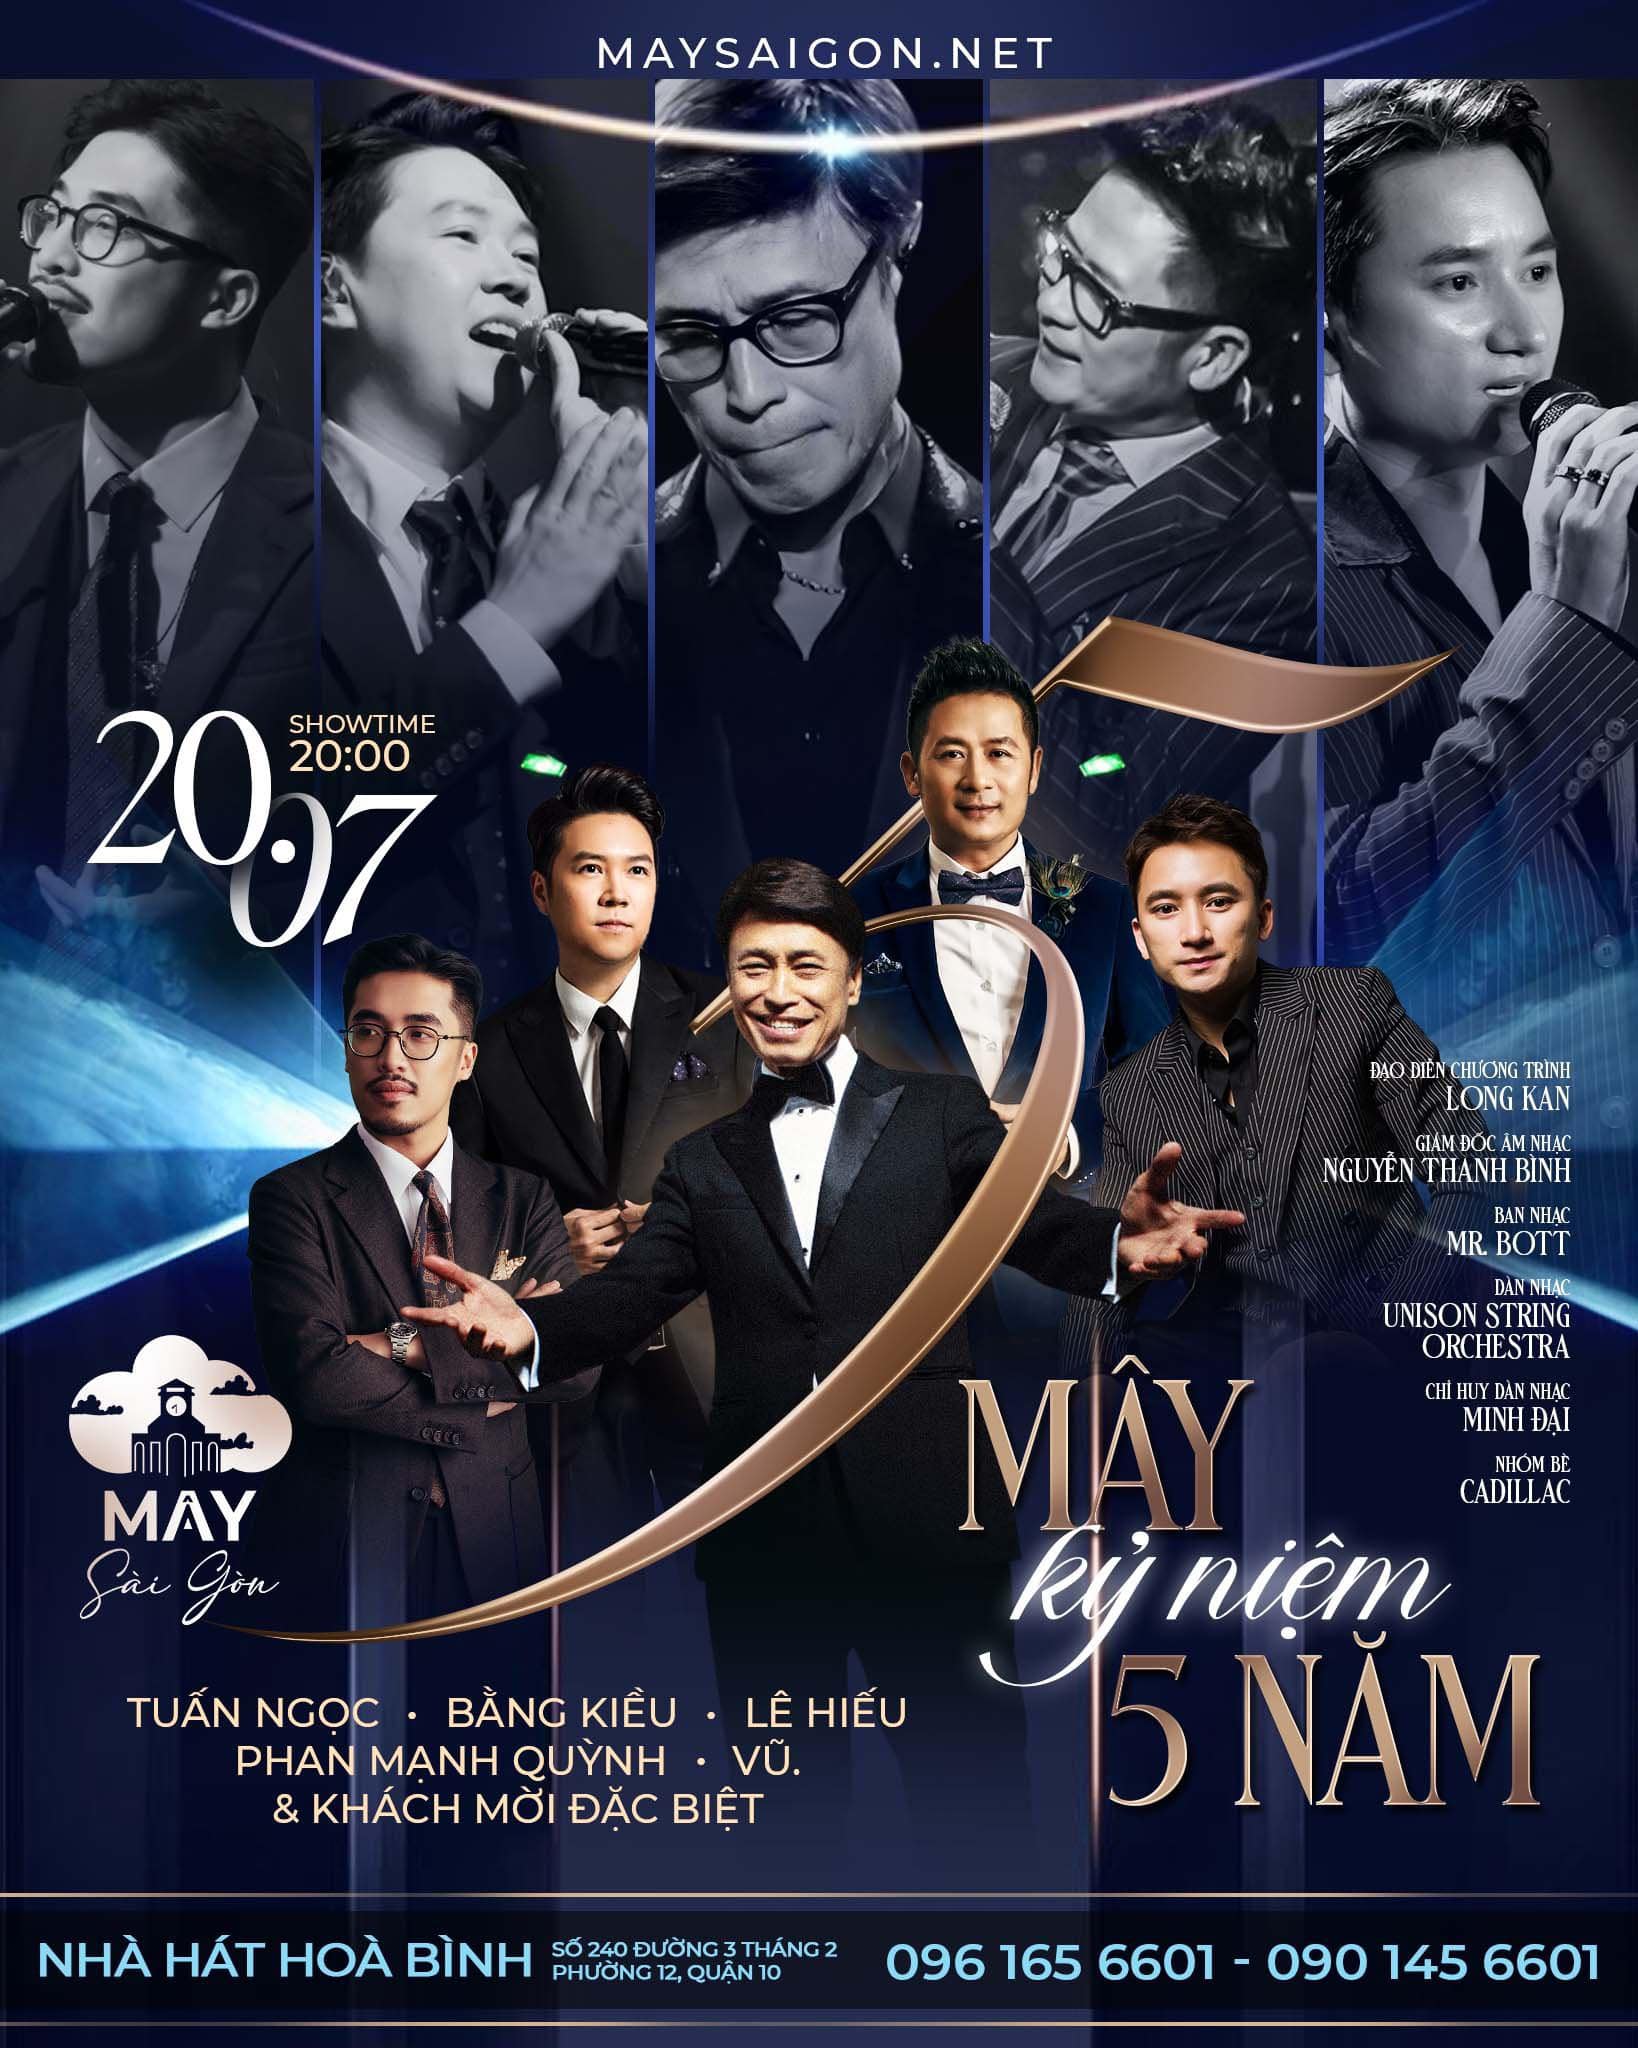 MAYSAIGON.NET
20.07
SHOWTIME
20:00
ĐẠO DIỄN CHƯƠNG TRÌNH
LONG KAN
GIÁM ĐỐC ÂM NHẠC
NGUYỄN THANH BÌNH
BAN NHẠC
MR. BOTT
DÀN NHẠC
UNISON STRING
ORCHESTRA
CHỈ HUY DÀN NHẠC
MINH ĐẠI
NHÓM BÈ
CADILLAC
MÂY
Sài Gòn
MÂY
kỷ niệm
5 NĂM
TUẤN NGỌC • BẰNG KIỀU • LÊ HIẾU
PHAN MẠNH QUỲNH • VŨ.
& KHÁCH MỜI ĐẶC BIỆT
NHÀ HÁT HOÀ BÌNH
SỐ 240 ĐƯỜNG 3 THÁNG 2
PHƯỜNG 12, QUẬN 10
096 165 6601 - 090 145 6601